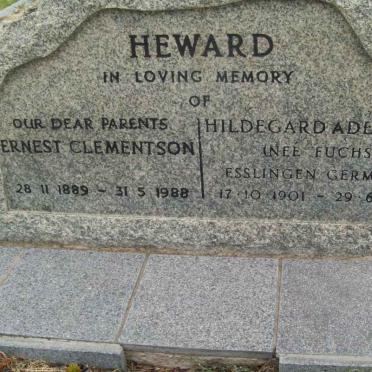 HEWARD
IN LOVING MEMORY
OF
OUR DEAR PARENTS
ERNEST CLEMENTSON
28 11 1889 - 31 5 1988
HILDEGARD ADE
(NEE FUCHS
ESSLINGEN GERM
17·10·1901 - 29·6